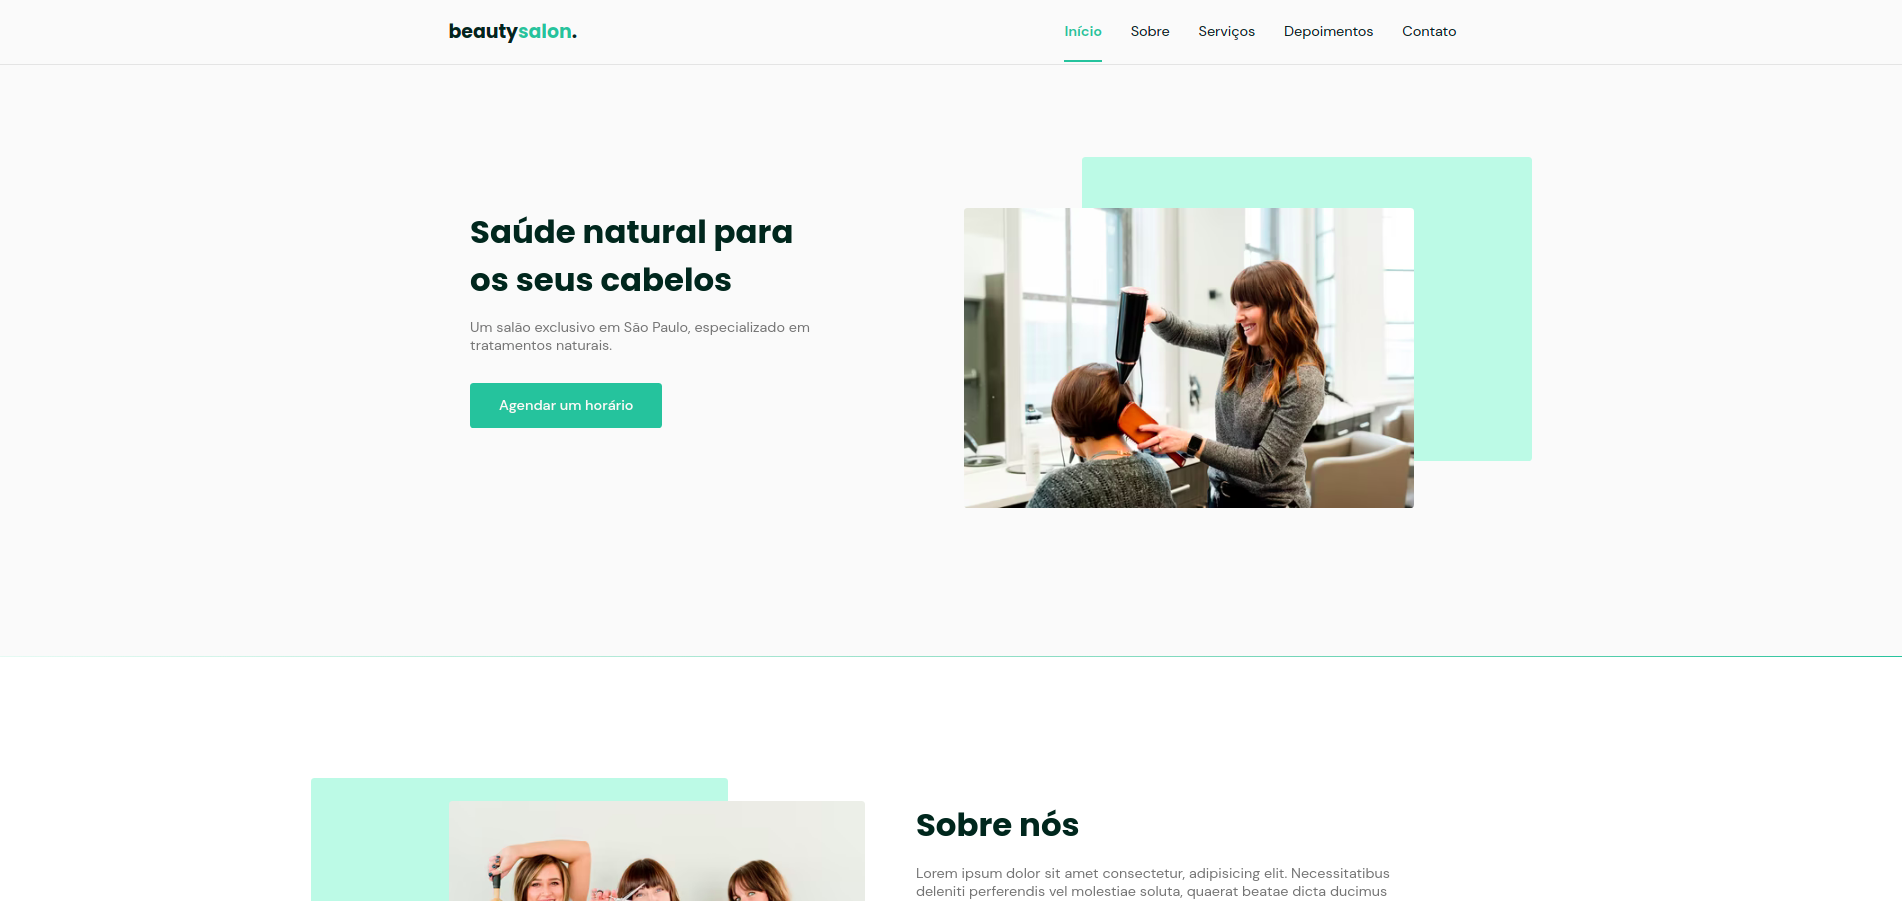 beautysalon.
Início Sobre Serviços Depoimentos Contato
Saúde natural para
os seus cabelos
Um salão exclusivo em São Paulo, especializado em
tratamentos naturais.
Agendar um horário
Sobre nós
Lorem ipsum dolor sit amet consectetur, adipisicing elit. Necessitatibus
deleniti perferendis vel molestiae soluta, quaerat beatae dicta ducimus